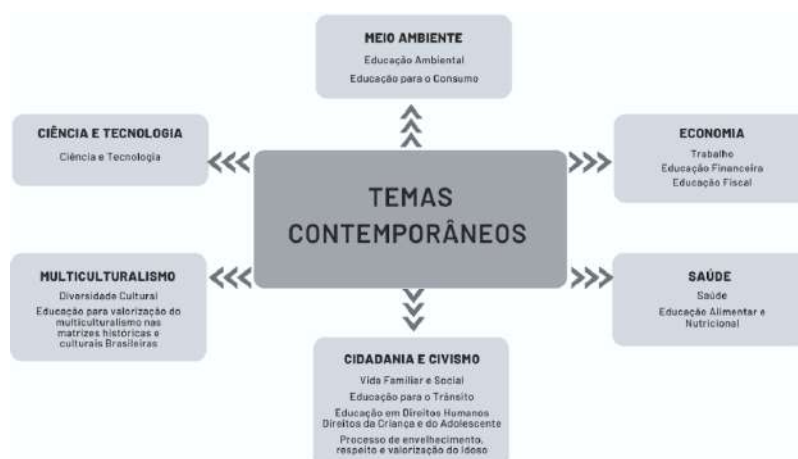 MEIO AMBIENTE
Educação Ambiental
Educação para o Consumo
CIÊNCIA E TECNOLOGIA
Ciência e Tecnologia
ECONOMIA
Trabalho
Educação Financeira
Educação Fiscal
TEMAS
CONTEMPORÂNEOS
MULTICULTURALISMO
Diversidade Cultural
Educação para valorização do
multiculturalismo nas
matrizes históricas e
culturais Brasileiras
SAÚDE
Saúde
Educação Alimentar e
Nutricional
CIDADANIA E CIVISMO
Vida Familiar e Social
Educação para o Trânsito
Educação em Direitos Humanos
Direitos da Criança e do Adolescente
Processo de envelhecimento,
respeito e valorização do Idoso